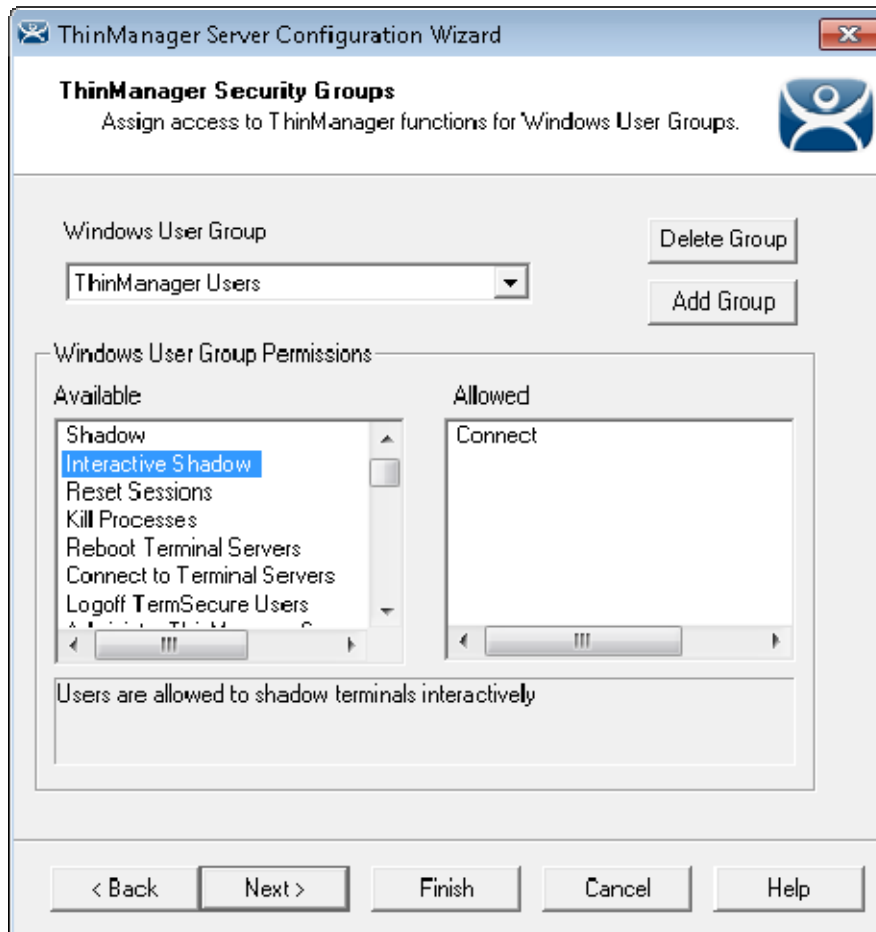 ThinManager Server Configuration Wizard
ThinManager Security Groups
Assign access to ThinManager functions for Windows User Groups.
Windows User Group
Delete Group
ThinManager Users
Add Group
Windows User Group Permissions
Available
Allowed
Shadow
Connect
Interactive Shadow
Reset Sessions
Kill Processes
Reboot Terminal Servers
Connect to Terminal Servers
Logoff TermSecure Users
Users are allowed to shadow terminals interactively
< Back
Next >
Finish
Cancel
Help